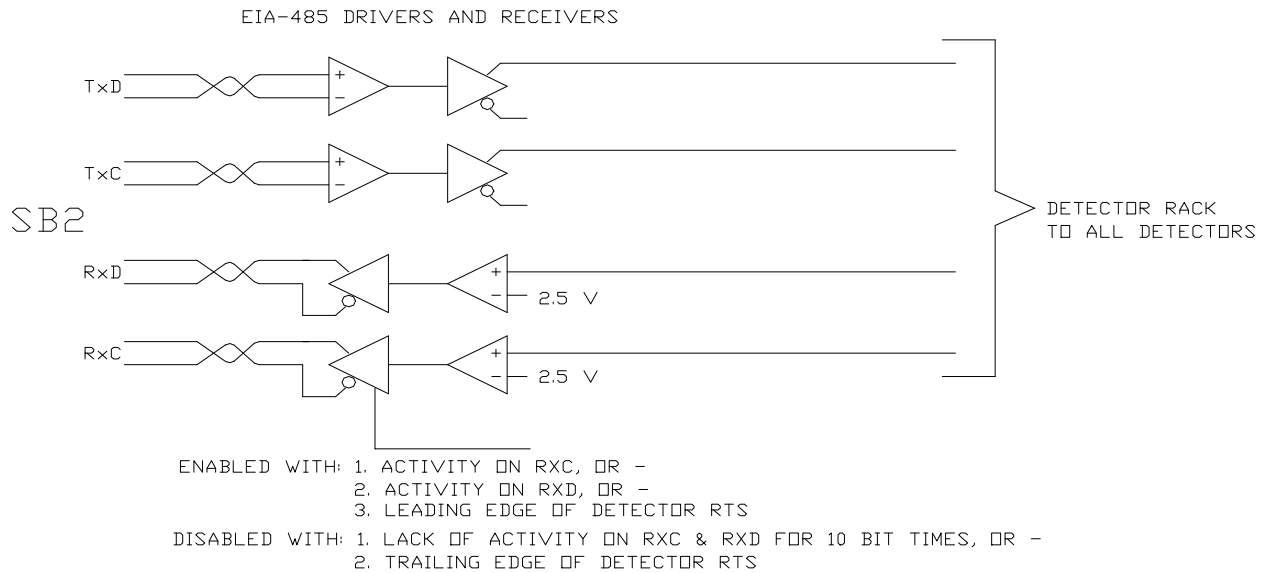 EIA-485 DRIVERS AND RECEIVERS
TxD
+
-
TxC
+
-
SB2
DETECTOR RACK
TO ALL DETECTORS
RxD
+
- 2.5 V
RxC
+
- 2.5 V
ENABLED WITH: 1. ACTIVITY ON RXC, OR -
2. ACTIVITY ON RXD, OR -
3. LEADING EDGE OF DETECTOR RTS
DISABLED WITH: 1. LACK OF ACTIVITY ON RXC & RXD FOR 10 BIT TIMES, OR -
2. TRAILING EDGE OF DETECTOR RTS